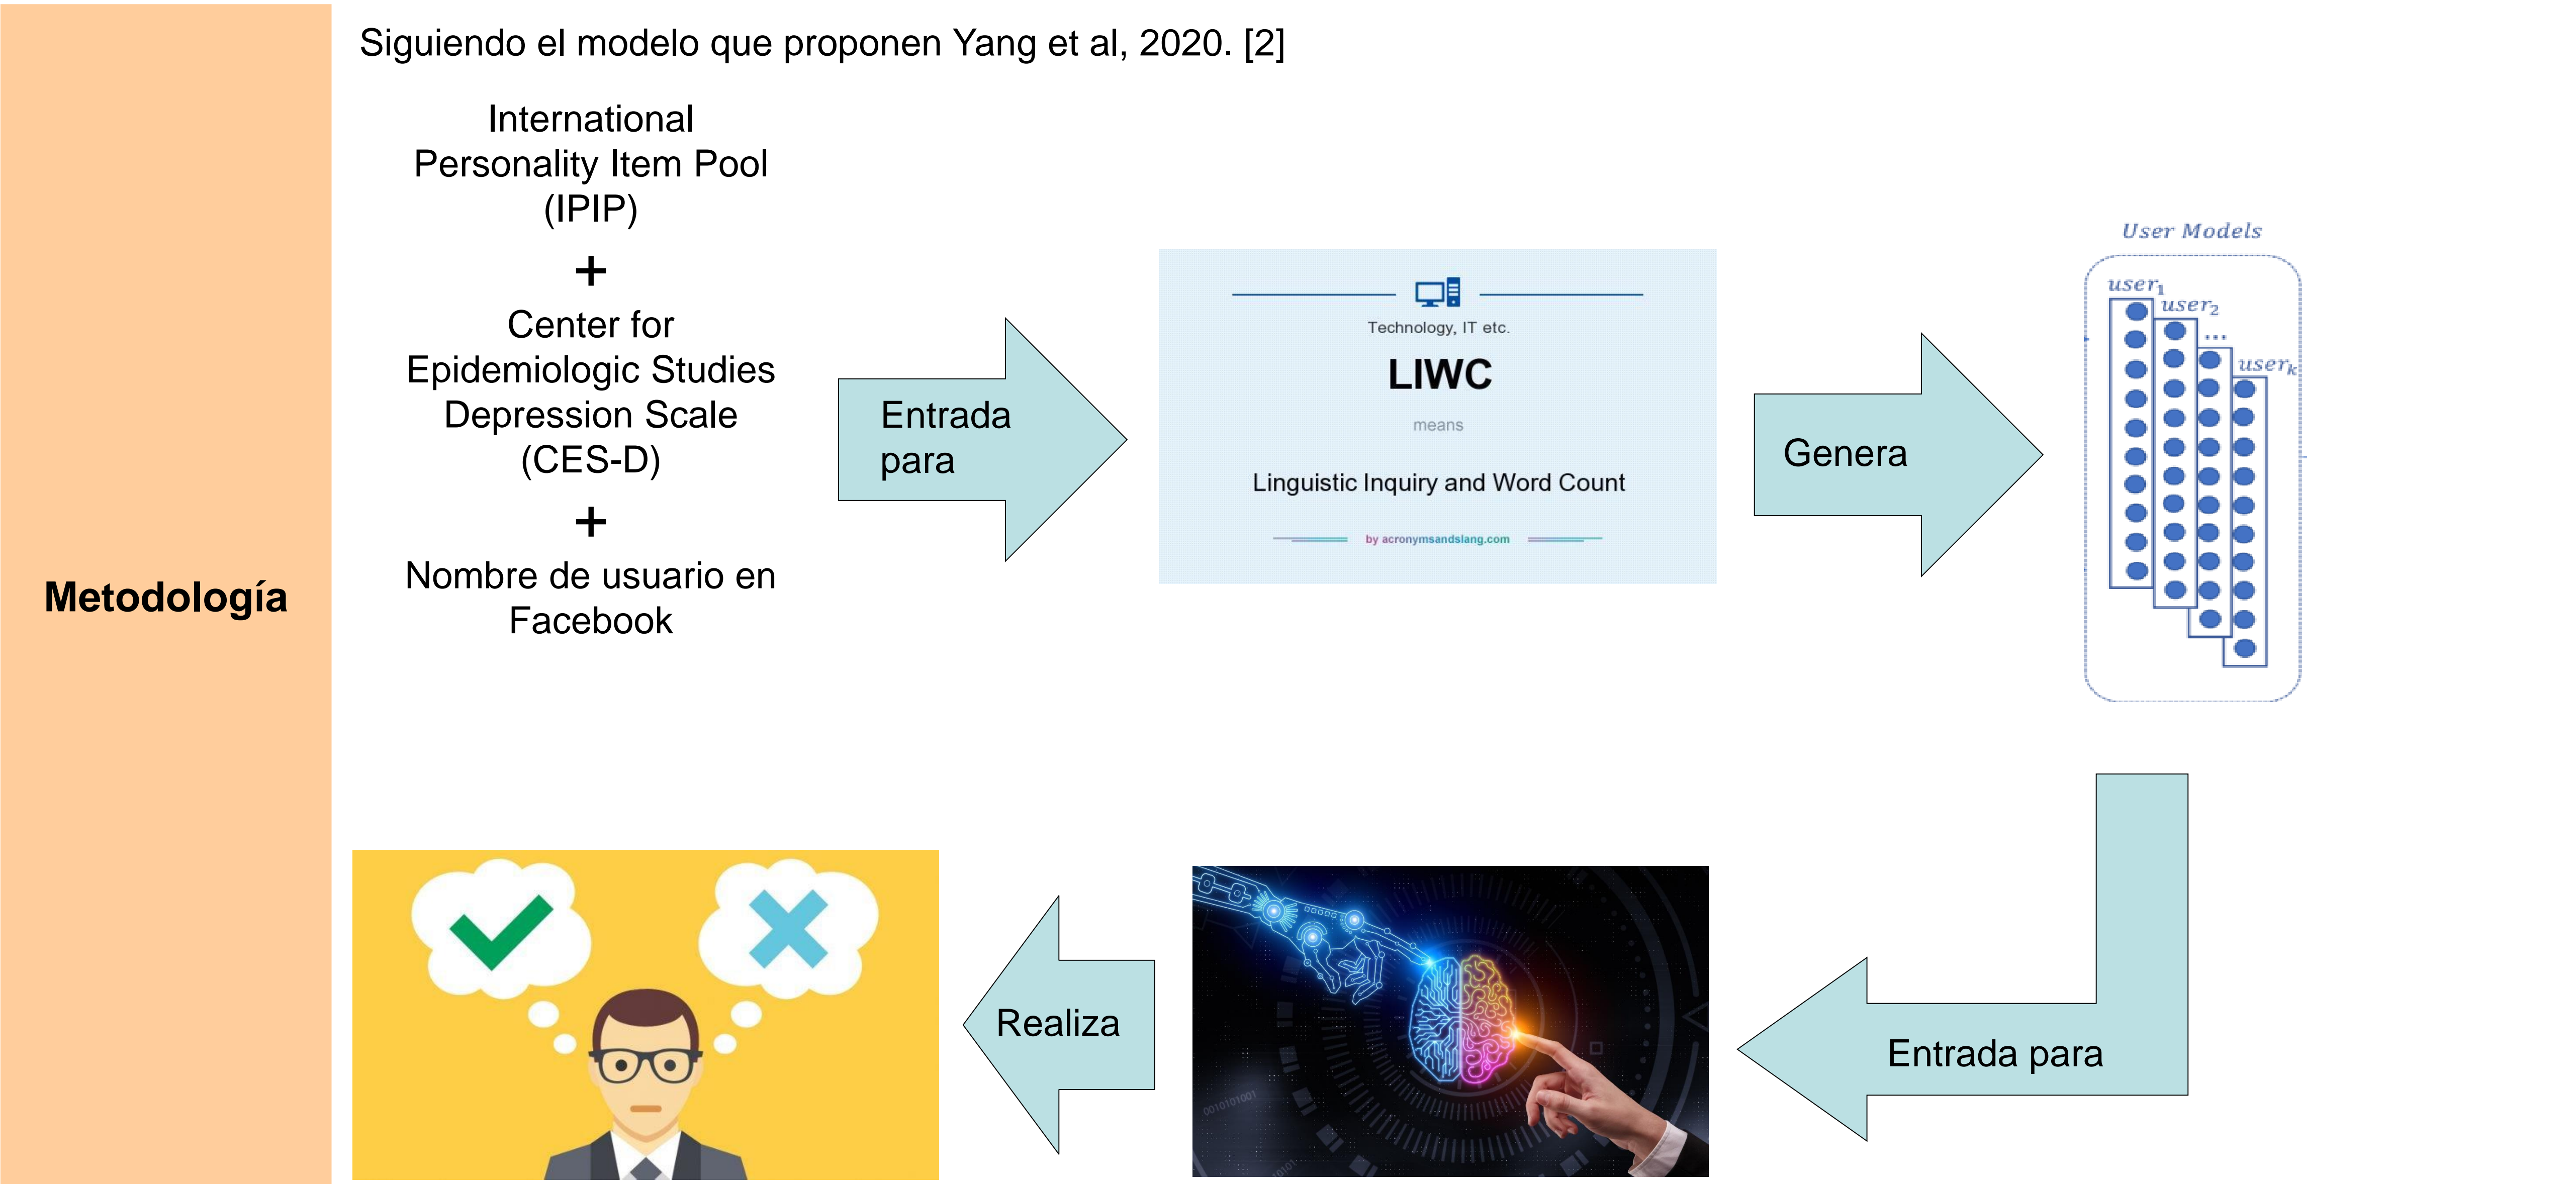 Siguiendo el modelo que proponen Yang et al, 2020. [2]
Metodología
International
Personality Item Pool
(IPIP)
+
Center for
Epidemiologic Studies
Depression Scale
(CES-D)
+
Nombre de usuario en
Facebook
Entrada
para
Technology, IT etc.
LIWC
means
Linguistic Inquiry and Word Count
by acronymsandslang.com
Genera
User Models
user₁
user₂
...
userₖ
Entrada para
0010101001
Realiza